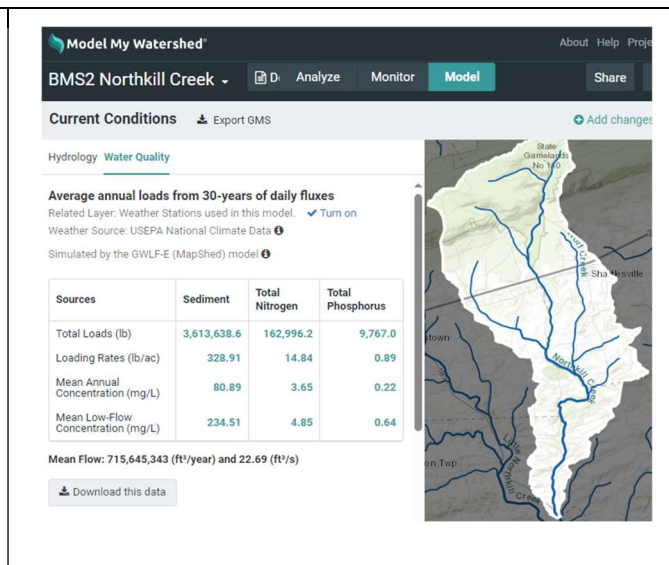 Model My Watershed®
About Help Proje
BMS2 Northkill Creek
D
Analyze
Monitor
Model
Share
Current Conditions
Export GMS
Add changes
Hydrology Water Quality
Average annual loads from 30-years of daily fluxes
Related Layer: Weather Stations used in this model. Turn on
Weather Source: USEPA National Climate Data
Simulated by the GWLF-E (MapShed) model
Sources Sediment Total Nitrogen Total Phosphorus
Total Loads (lb) 3,613,638.6 162,996.2 9,767.0
Loading Rates (lb/ac) 328.91 14.84 0.89
Mean Annual
Concentration (mg/L) 80.89 3.65 0.22
Mean Low-Flow
Concentration (mg/L) 234.51 4.85 0.64
Mean Flow: 715,645,343 (ft³/year) and 22.69 (ft³/s)
Download this data
State
Gamelands
No 110
Creek
town
Northkill Creek
on Twp
Little Northkill Creek